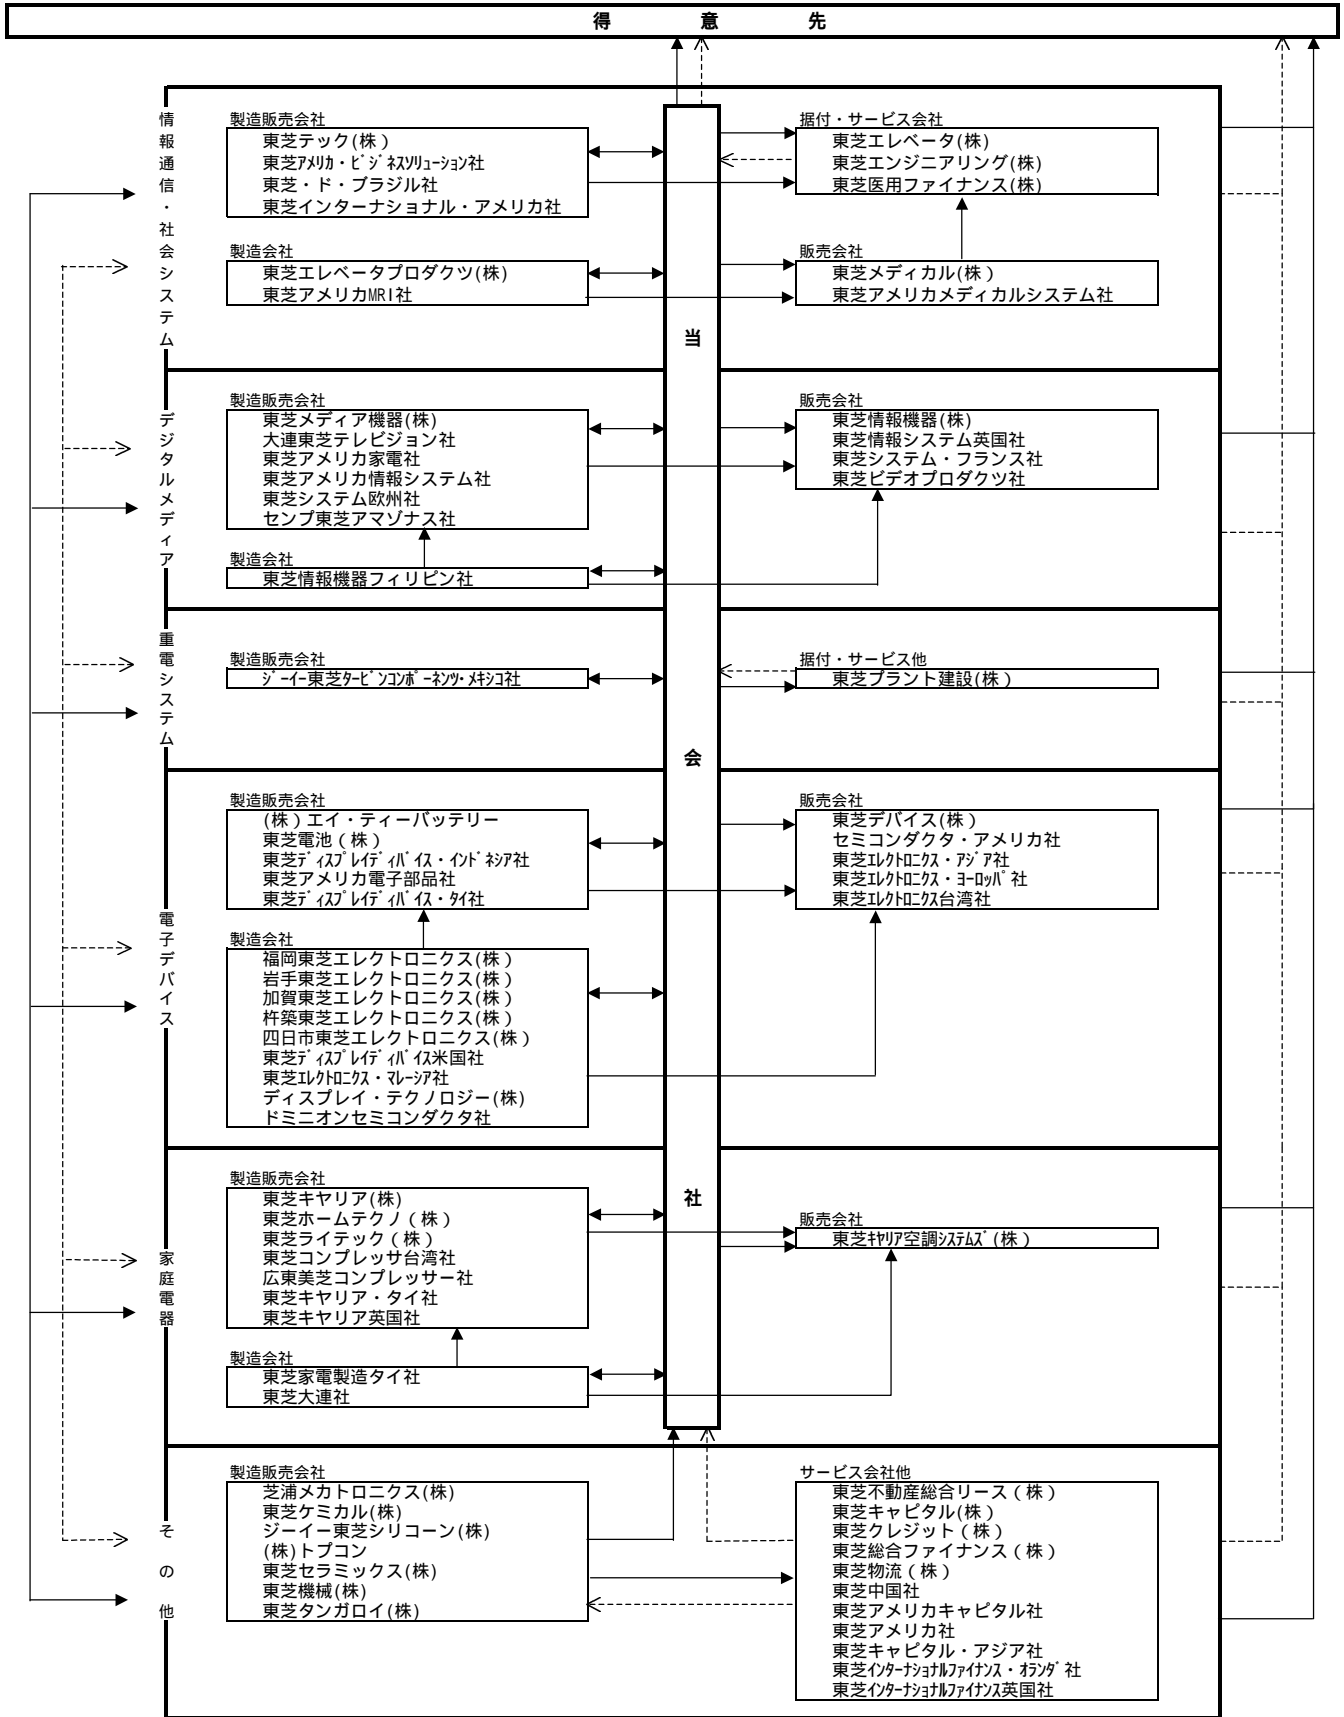 得 意 先
情報通信・社会システム
製造販売会社
東芝テック(株)
東芝ｱﾒﾘｶ・ﾋﾞｼﾞﾈｽｿﾘｭｰｼｮﾝ社
東芝・ド・ブラジル社
東芝インターナショナル・アメリカ社
製造会社
東芝エレベータプロダクツ(株)
東芝アメリカMRI社
据付・サービス会社
東芝エレベータ(株)
東芝エンジニアリング(株)
東芝医用ファイナンス(株)
販売会社
東芝メディカル(株)
東芝アメリカメディカルシステム社
当 会 社
デジタルメディア
製造販売会社
東芝メディア機器(株)
大連東芝テレビジョン社
東芝アメリカ家電社
東芝アメリカ情報システム社
東芝システム欧州社
センプ東芝アマゾナス社
製造会社
東芝情報機器フィリピン社
販売会社
東芝情報機器(株)
東芝情報システム英国社
東芝システム・フランス社
東芝ビデオプロダクツ社
重電システム
製造販売会社
ｼﾞｰｲｰ東芝ﾀｰﾋﾞﾝｺﾝﾎﾟｰﾈﾝﾂ･ﾒｷｼｺ社
据付・サービス他
東芝プラント建設(株)
電子デバイス
製造販売会社
(株)エイ・ティーバッテリー
東芝電池(株)
東芝ﾃﾞｨｽﾌﾟﾚｲﾃﾞｨﾊﾞｲｽ・ｲﾝﾄﾞﾈｼｱ社
東芝アメリカ電子部品社
東芝ﾃﾞｨｽﾌﾟﾚｲﾃﾞｨﾊﾞｲｽ・ﾀｲ社
製造会社
福岡東芝エレクトロニクス(株)
岩手東芝エレクトロニクス(株)
加賀東芝エレクトロニクス(株)
杵築東芝エレクトロニクス(株)
四日市東芝エレクトロニクス(株)
東芝ﾃﾞｨｽﾌﾟﾚｲﾃﾞｨﾊﾞｲｽ米国社
東芝ｴﾚｸﾄﾛﾆｸｽ・ﾏﾚｰｼｱ社
ディスプレイ・テクノロジー(株)
ドミニオンセミコンダクタ社
販売会社
東芝デバイス(株)
セミコンダクタ・アメリカ社
東芝ｴﾚｸﾄﾛﾆｸｽ・ｱｼﾞｱ社
東芝ｴﾚｸﾄﾛﾆｸｽ・ﾖｰﾛｯﾊﾟ社
東芝ｴﾚｸﾄﾛﾆｸｽ台湾社
家庭電器
製造販売会社
東芝キヤリア(株)
東芝ホームテクノ(株)
東芝ライテック(株)
東芝コンプレッサ台湾社
広東美芝コンプレッサー社
東芝キヤリア・タイ社
東芝キヤリア英国社
製造会社
東芝家電製造タイ社
東芝大連社
販売会社
東芝ｷﾔﾘｱ空調ｼｽﾃﾑｽﾞ(株)
その他
製造販売会社
芝浦メカトロニクス(株)
東芝ケミカル(株)
ジーイー東芝シリコーン(株)
(株)トプコン
東芝セラミックス(株)
東芝機械(株)
東芝タンガロイ(株)
サービス会社他
東芝不動産総合リース(株)
東芝キャピタル(株)
東芝クレジット(株)
東芝総合ファイナンス(株)
東芝物流(株)
東芝中国社
東芝アメリカキャピタル社
東芝アメリカ社
東芝キャピタル・アジア社
東芝ｲﾝﾀｰﾅｼｮﾅﾙﾌｧｲﾅﾝｽ・ｵﾗﾝﾀﾞ社
東芝ｲﾝﾀｰﾅｼｮﾅﾙﾌｧｲﾅﾝｽ英国社